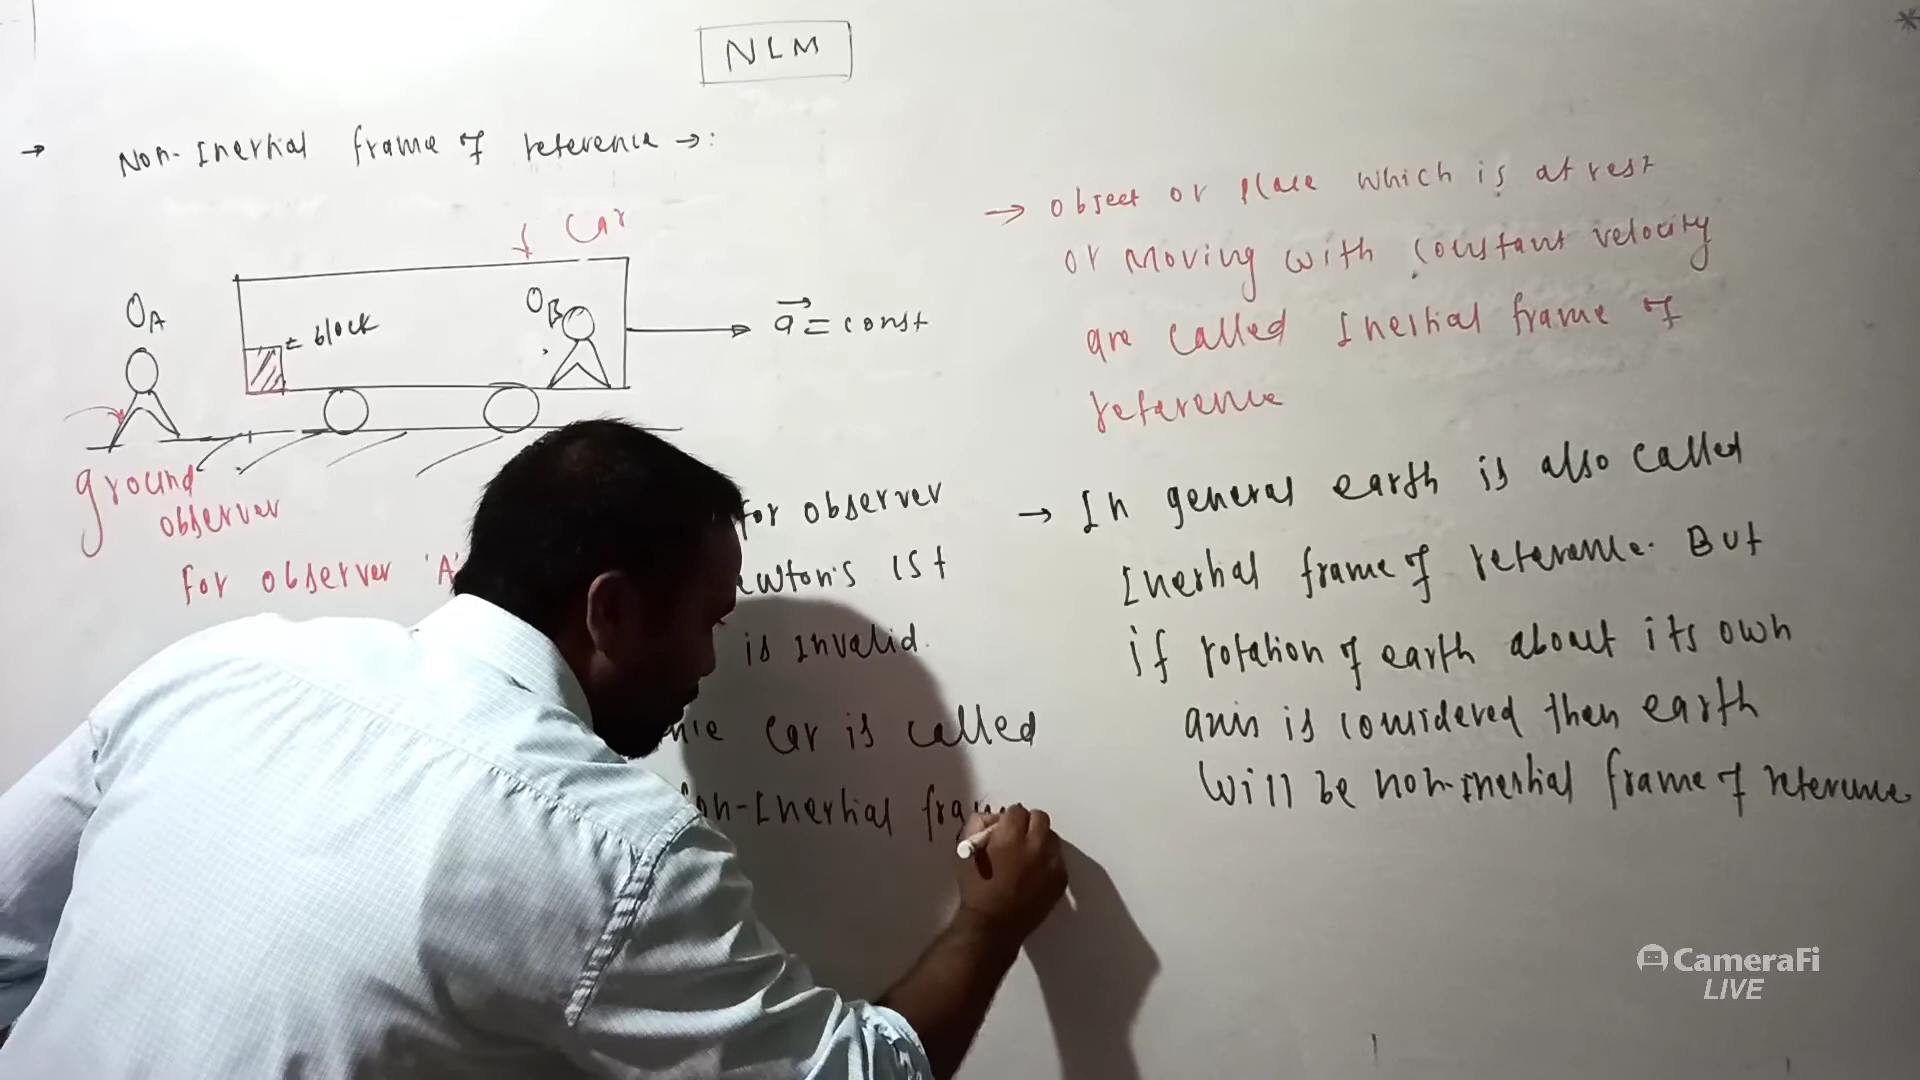 NLM
→ Non-Inertial frame of reference →:
Car
OA
← block
OB
a = const
ground
observer
for observer 'A'
for observer
ewton's 1st
is invalid.
car is called
on-Inertial fra
→ object or place which is at rest
or moving with constant velocity
are called Inertial frame of
reference
→ In general earth is also called
Inertial frame of reference. But
if rotation of earth about its own
axis is considered then earth
will be non-inertial frame of reference
CameraFi
LIVE